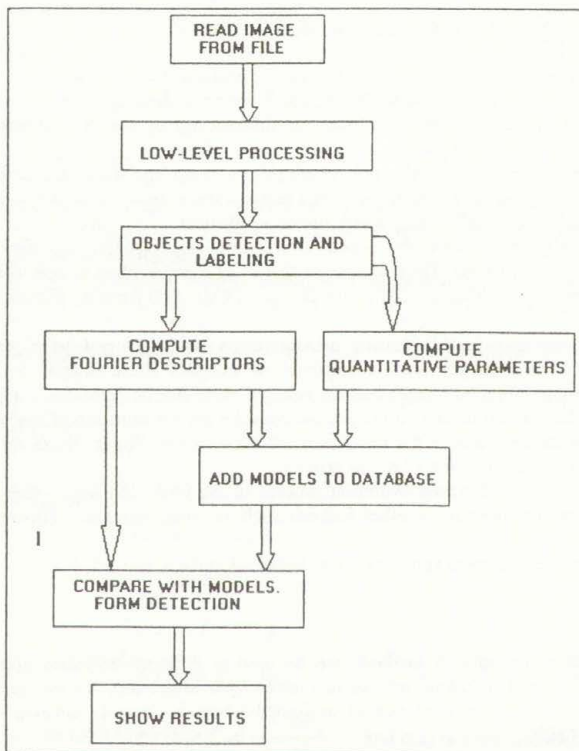 READ IMAGE
FROM FILE
LOW-LEVEL PROCESSING
OBJECTS DETECTION AND
LABELING
COMPUTE
FOURIER DESCRIPTORS
COMPUTE
QUANTITATIVE PARAMETERS
ADD MODELS TO DATABASE
I
COMPARE WITH MODELS.
FORM DETECTION
SHOW RESULTS